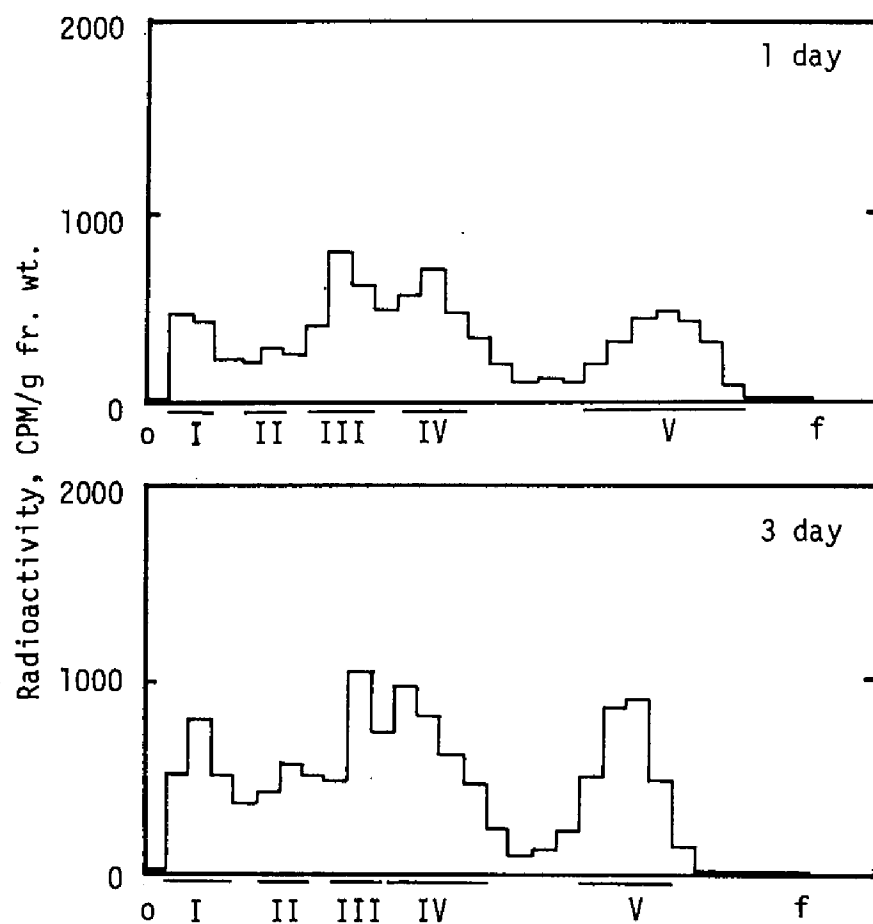 Radioactivity, CPM/g fr. wt.
2000
1 day
1000
0
o I II III IV V f
2000
3 day
1000
0
o I II III IV V f